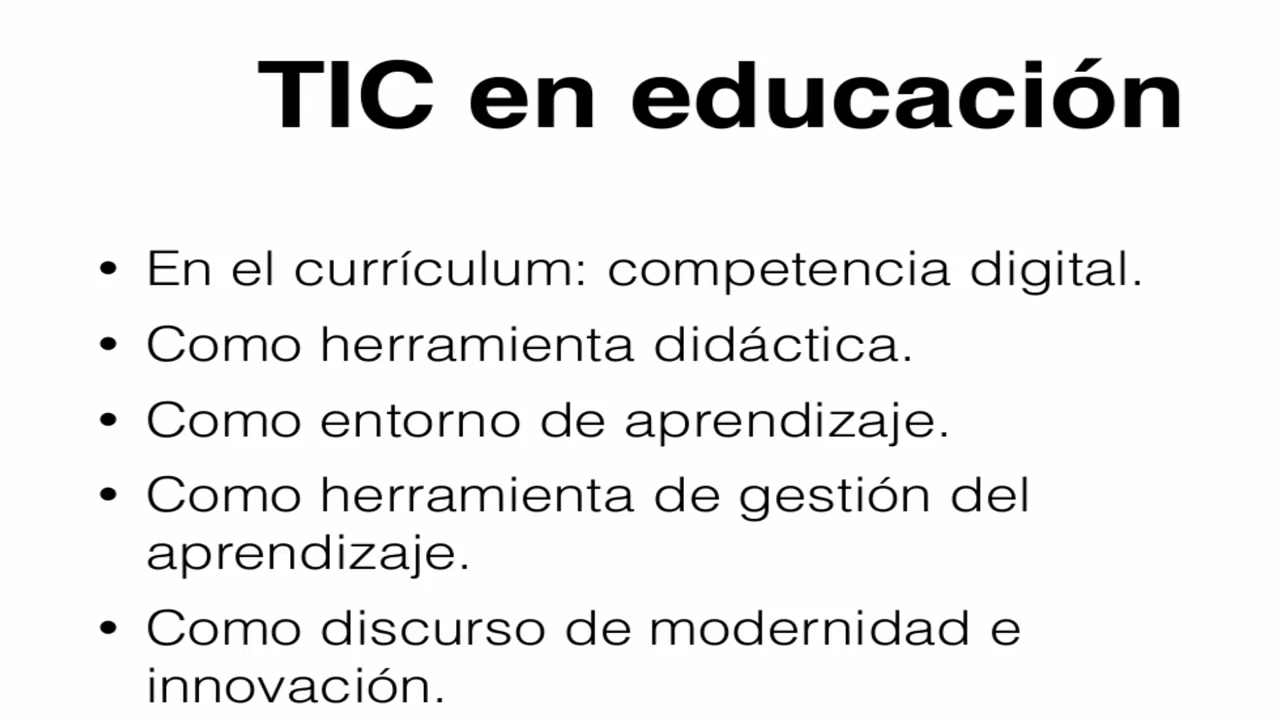 TIC en educación
• En el currículum: competencia digital.
• Como herramienta didáctica.
• Como entorno de aprendizaje.
• Como herramienta de gestión del
aprendizaje.
• Como discurso de modernidad e
innovación.